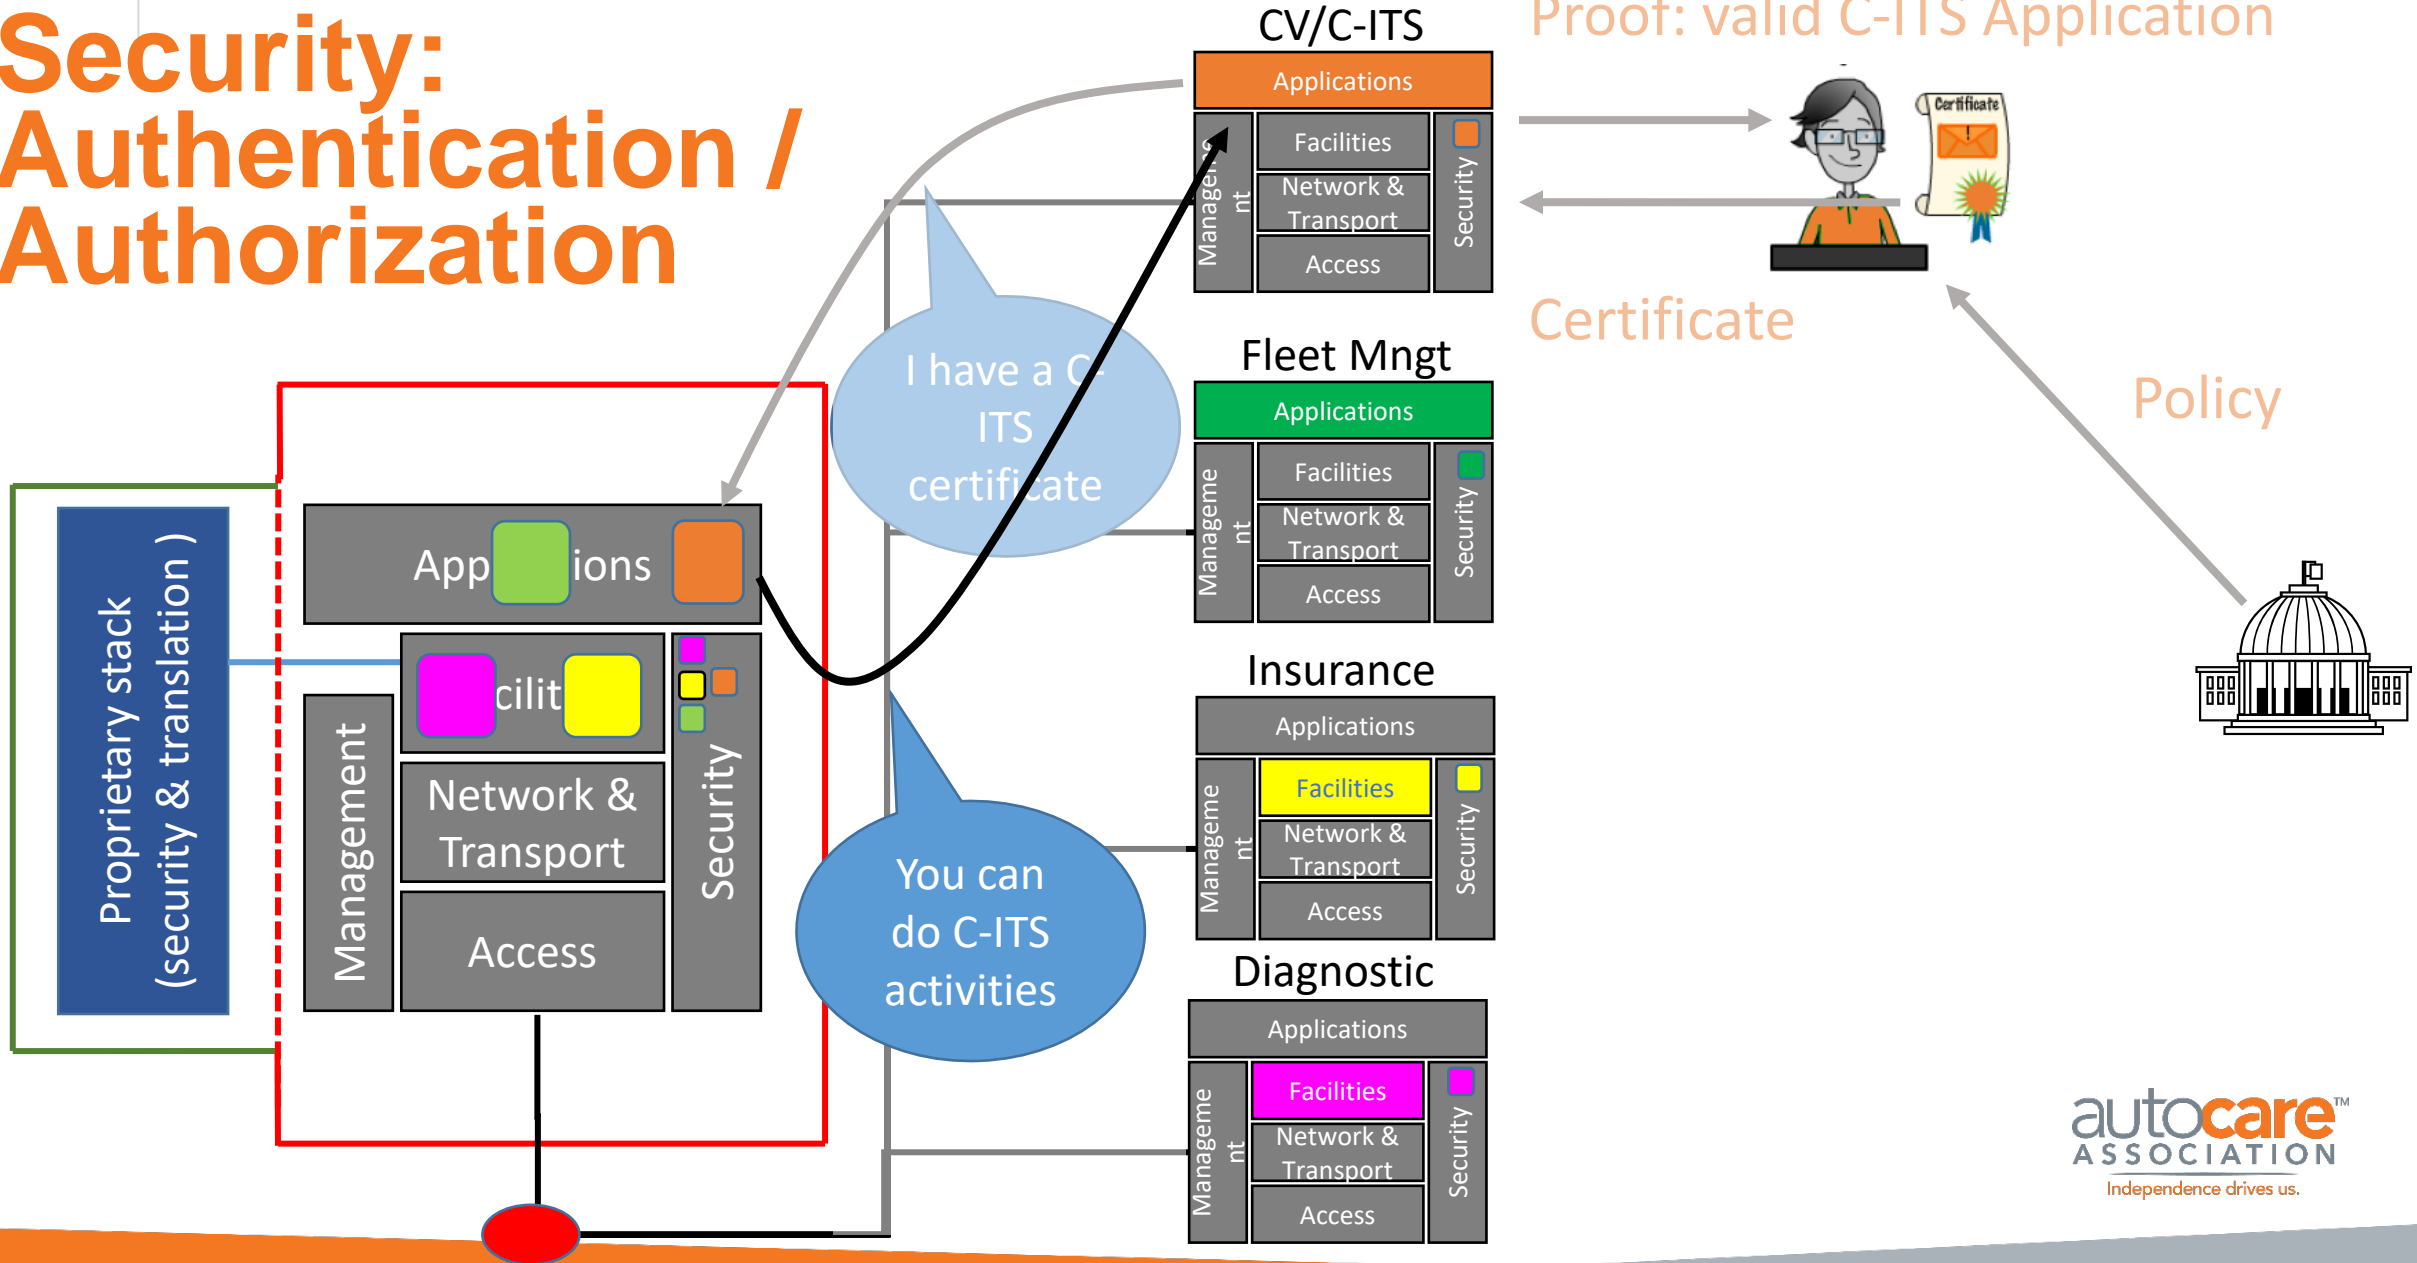 Security:
Authentication /
Authorization
CV/C-ITS
Applications
Facilities
Network &
Transport
Access
Manageme
nt
Security
Proof: valid C-ITS Application
Certificate
Certificate
Policy
I have a C-
ITS
certificate
Fleet Mngt
Applications
Facilities
Network &
Transport
Access
Manageme
nt
Security
Proprietary stack
(security & translation )
App ions
cilit
Network &
Transport
Access
Management
Security
You can
do C-ITS
activities
Insurance
Applications
Facilities
Network &
Transport
Access
Manageme
nt
Security
Diagnostic
Applications
Facilities
Network &
Transport
Access
Manageme
nt
Security
autocare™
ASSOCIATION
Independence drives us.